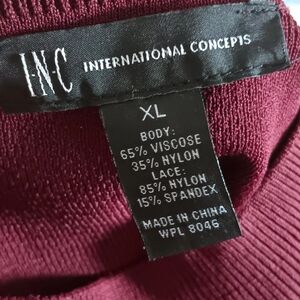 I·N·C INTERNATIONAL CONCEPTS
XL
BODY:
65% VISCOSE
35% NYLON
LACE:
85% NYLON
15% SPANDEX
MADE IN CHINA
WPL 8046